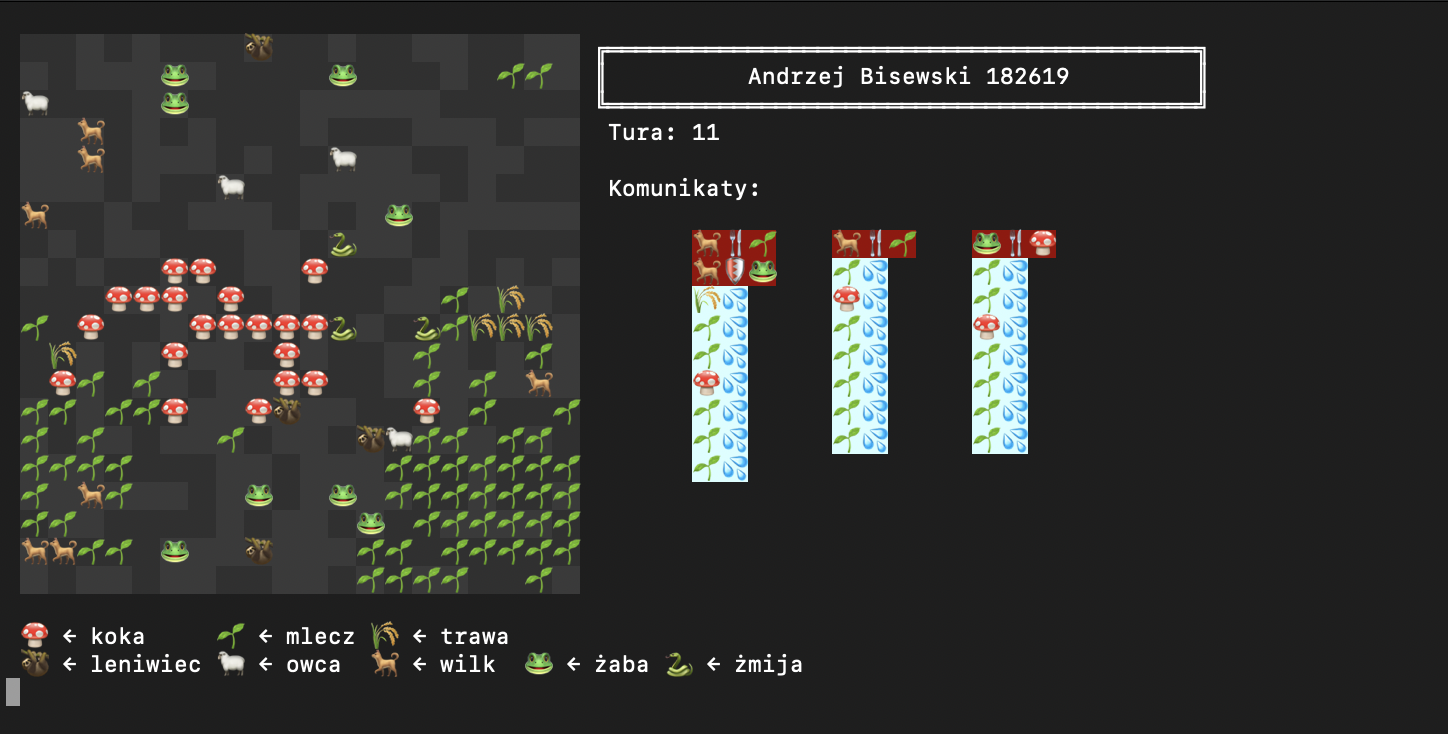 Andrzej Bisewski 182619
Tura: 11
Komunikaty:
← koka ← mlecz ← trawa
← leniwiec ← owca ← wilk ← żaba ← żmija